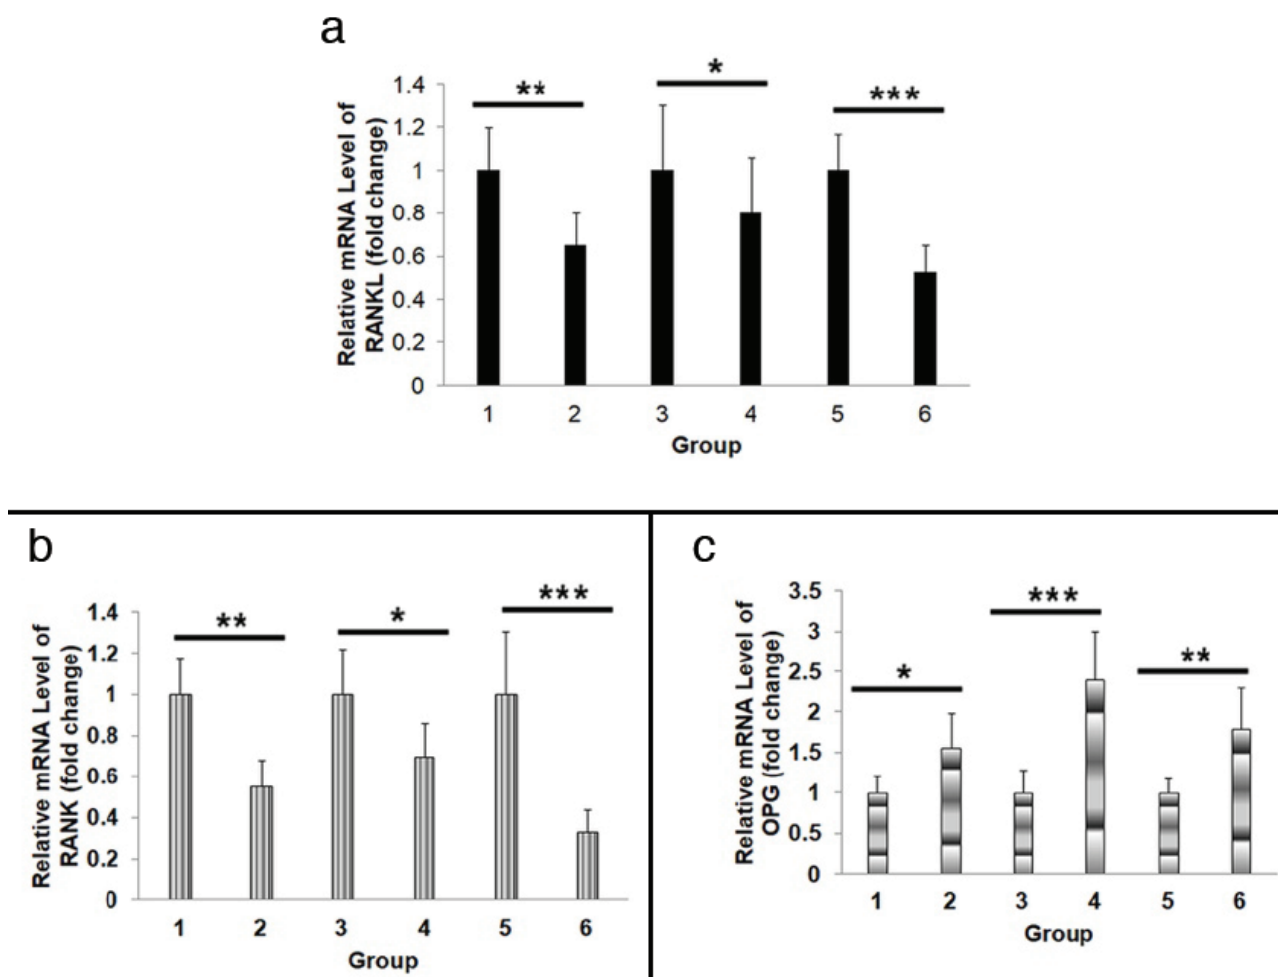 a
Relative mRNA Level of
RANKL (fold change)
1.4
1.2
1
0.8
0.6
0.4
0.2
0
**
*
***
1 2 3 4 5 6
Group
b
Relative mRNA Level of
RANK (fold change)
1.4
1.2
1
0.8
0.6
0.4
0.2
0
**
*
***
1 2 3 4 5 6
Group
c
Relative mRNA Level of
OPG (fold change)
3.5
3
2.5
2
1.5
1
0.5
0
*
***
**
1 2 3 4 5 6
Group